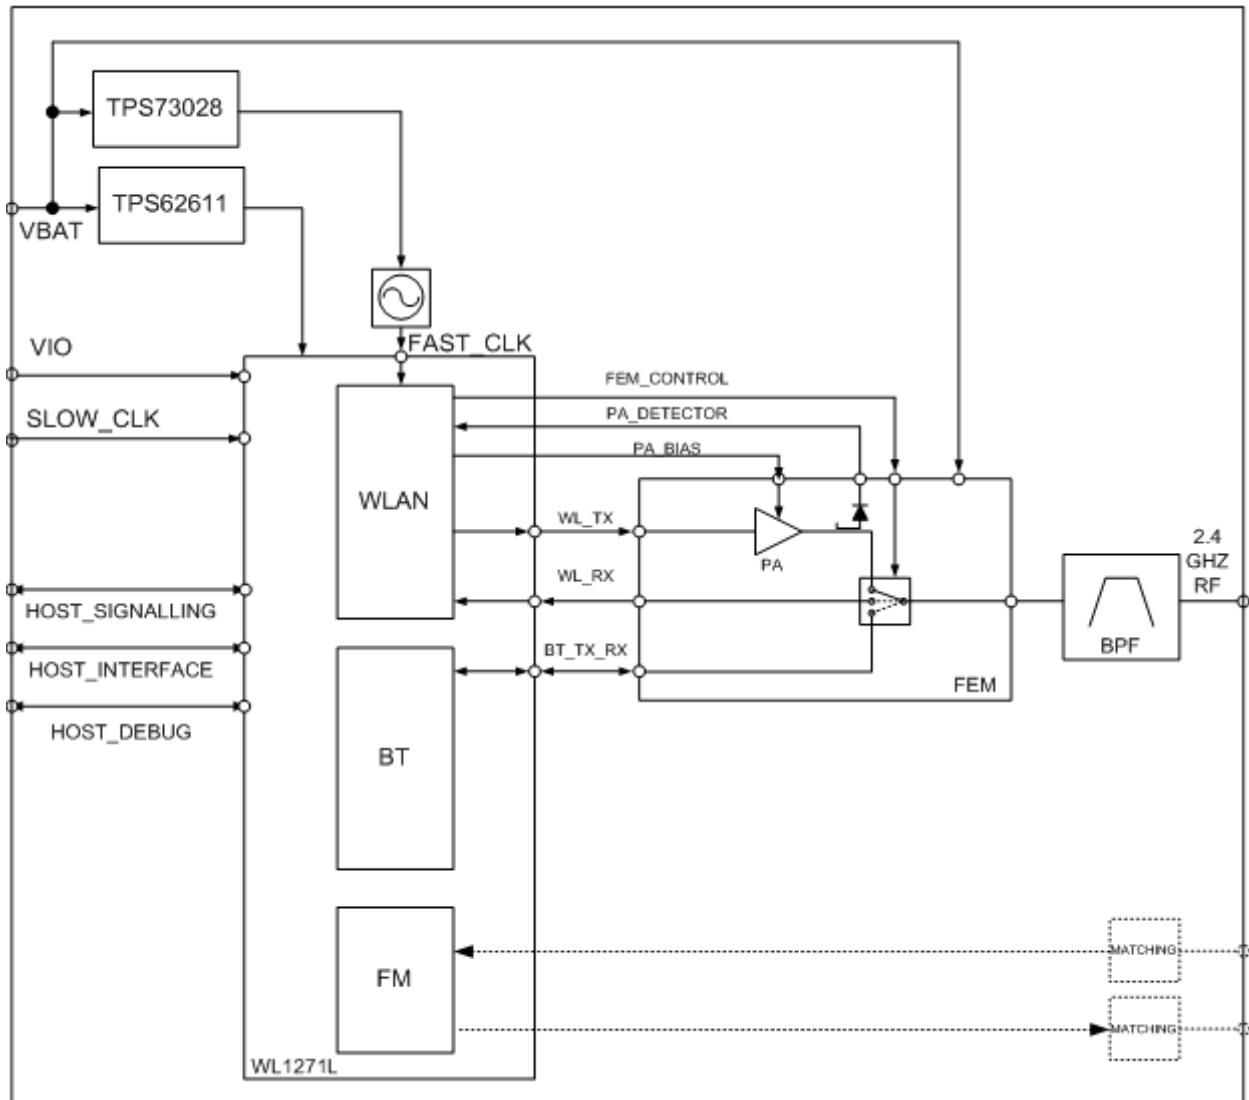 TPS73028
TPS62611
VBAT
FAST_CLK
VIO
SLOW_CLK
FEM_CONTROL
PA_DETECTOR
PA_BIAS
WLAN
WL_TX
PA
WL_RX
BT_TX_RX
FEM
2.4
GHZ
RF
BPF
HOST_SIGNALLING
HOST_INTERFACE
HOST_DEBUG
BT
FM
MATCHING
MATCHING
WL1271L